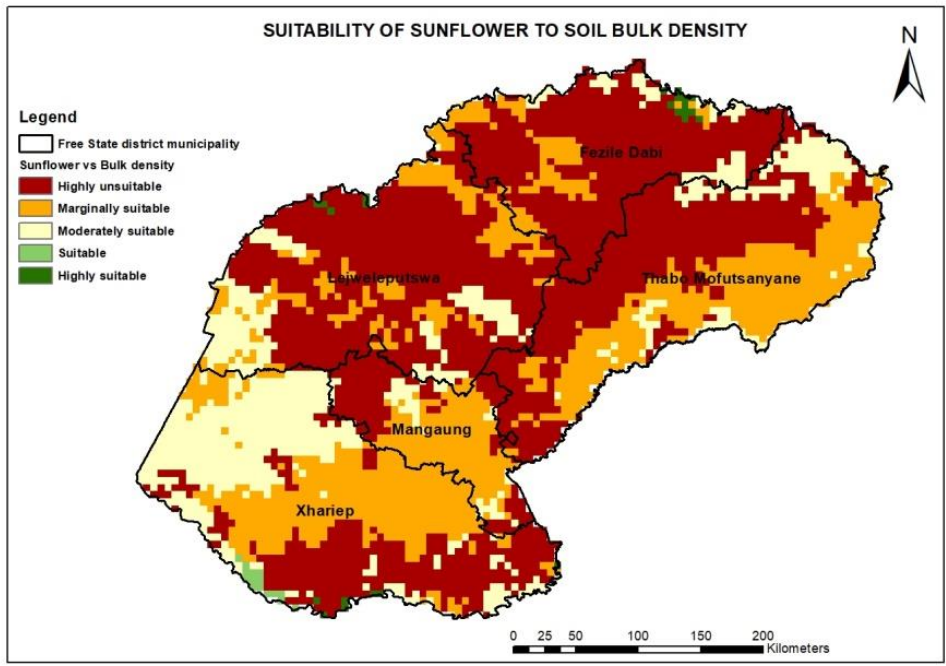 SUITABILITY OF SUNFLOWER TO SOIL BULK DENSITY
N
Legend
Free State district municipality
Sunflower vs Bulk density
Highly unsuitable
Marginally suitable
Moderately suitable
Suitable
Highly suitable
Fezile Dabi
Lejweleputswa
Thabo Mofutsanyane
Mangaung
Xhariep
0 25 50 100 150 200
Kilometers